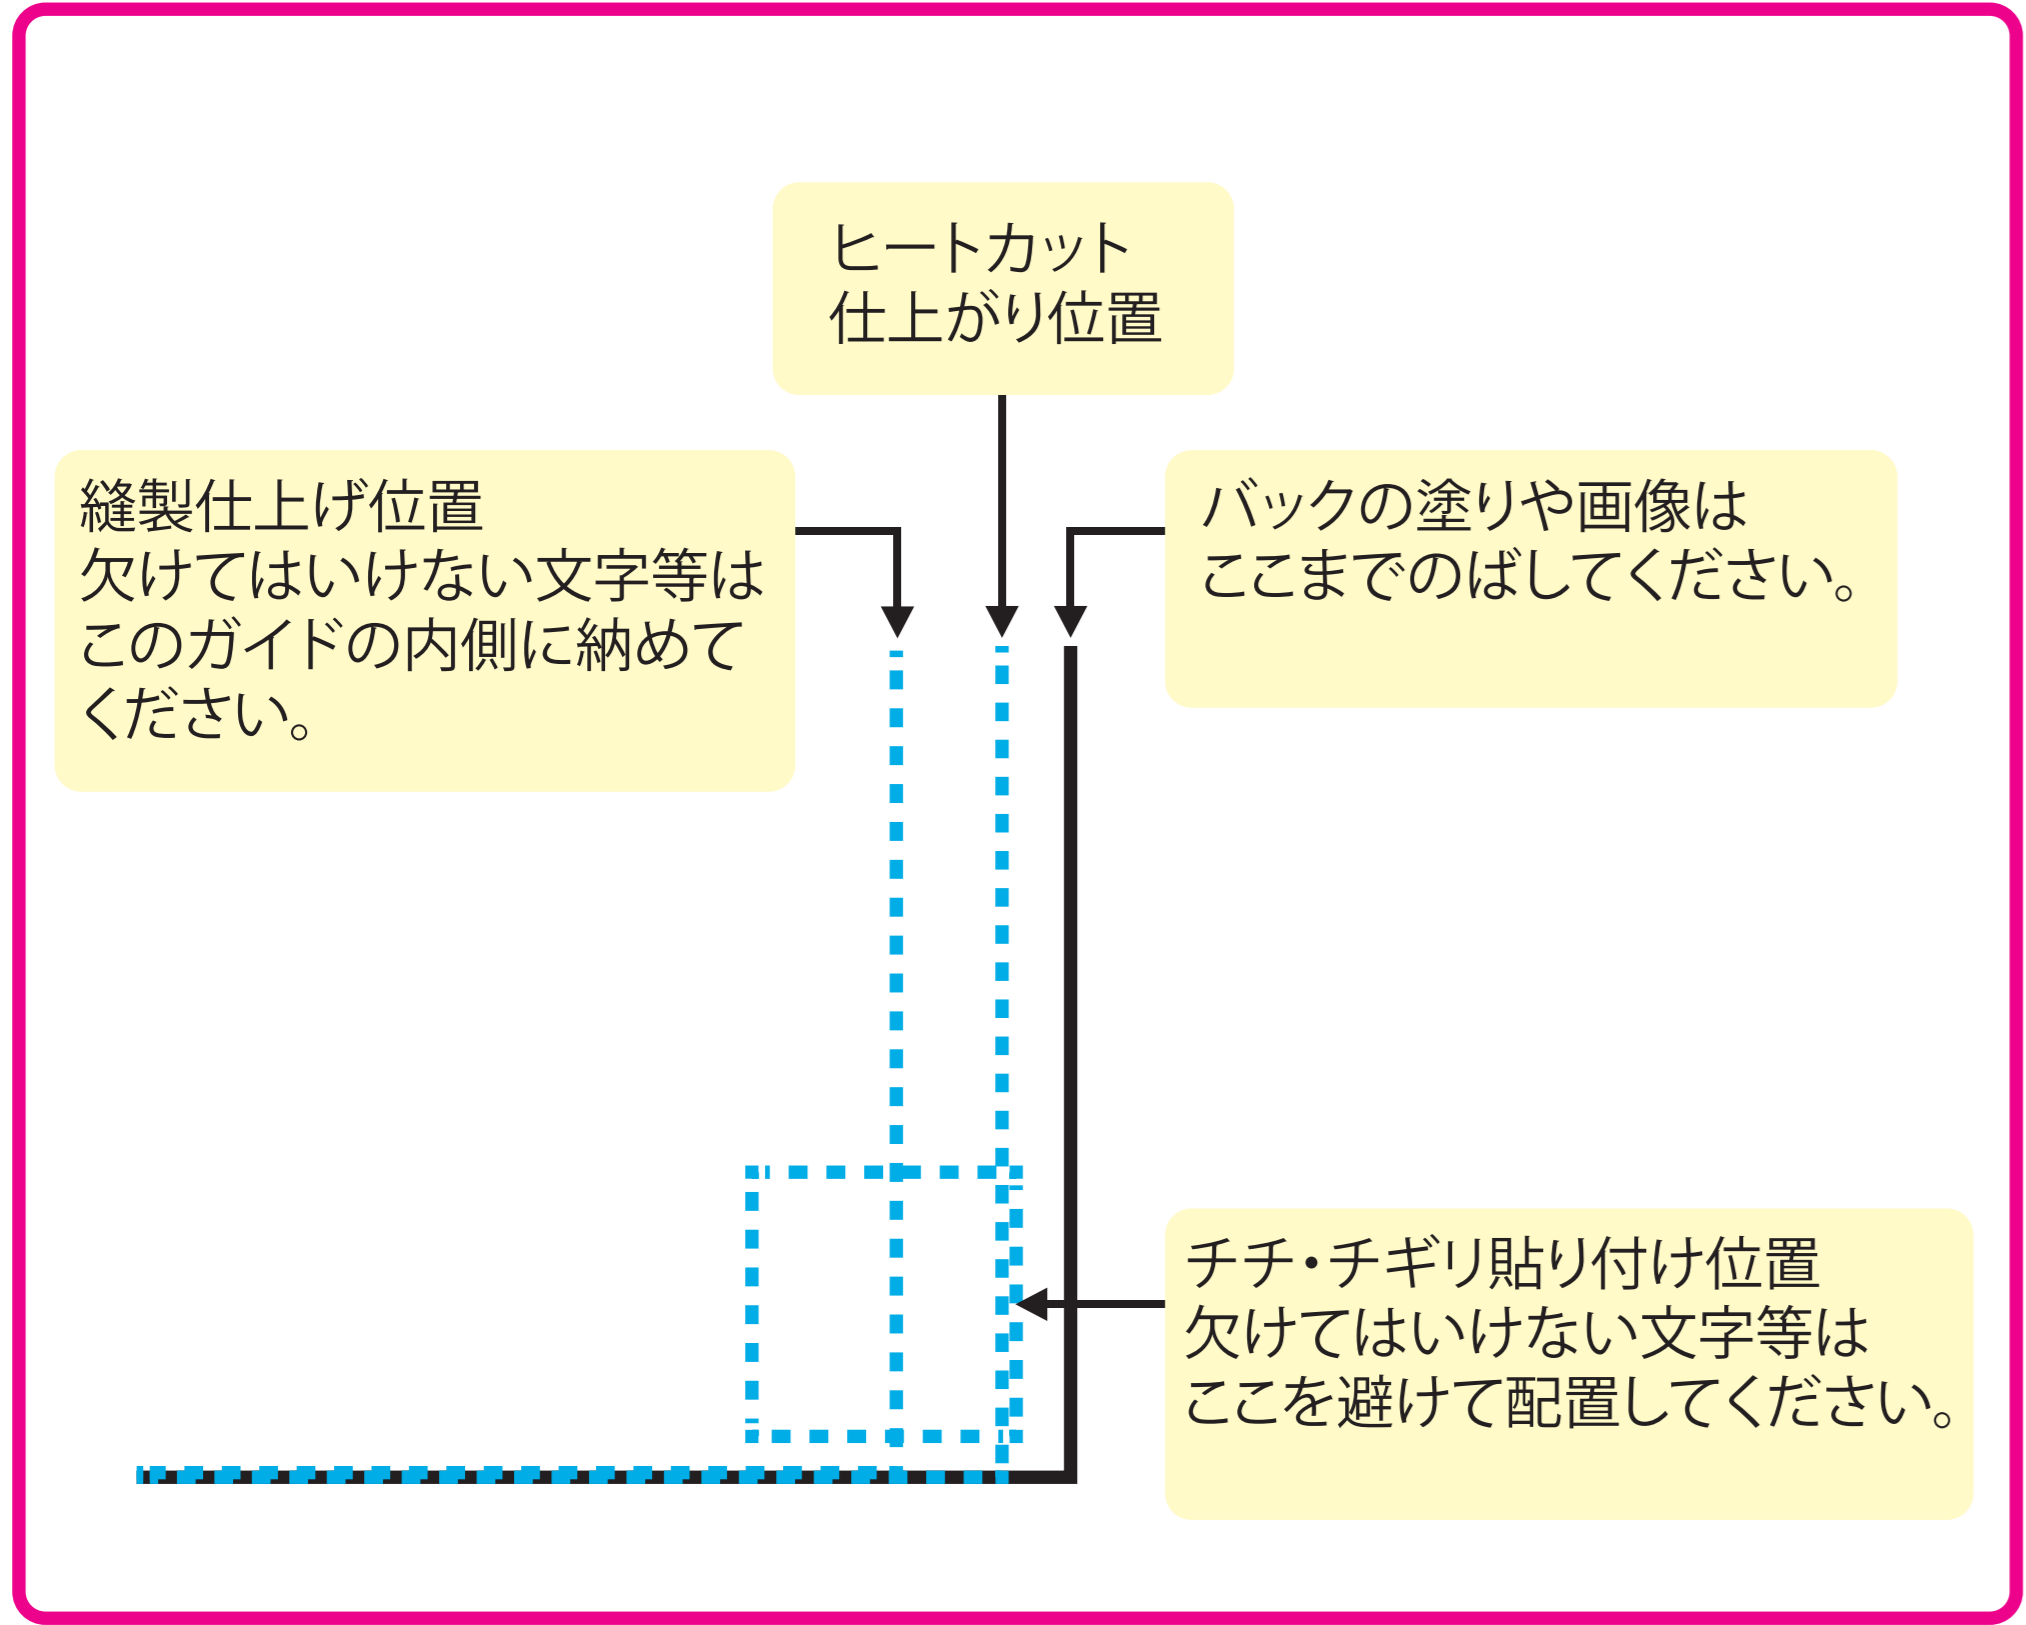 ヒートカット
仕上がり位置
縫製仕上げ位置
欠けてはいけない文字等は
このガイドの内側に納めて
ください。
バックの塗りや画像は
ここまでのばしてください。
チチ・チギリ貼り付け位置
欠けてはいけない文字等は
ここを避けて配置してください。